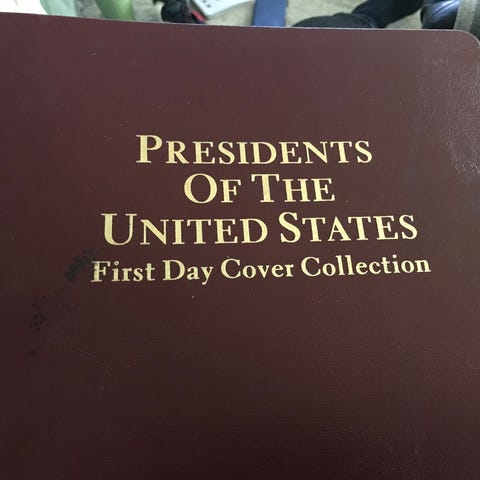 PRESIDENTS
OF THE
UNITED STATES
First Day Cover Collection